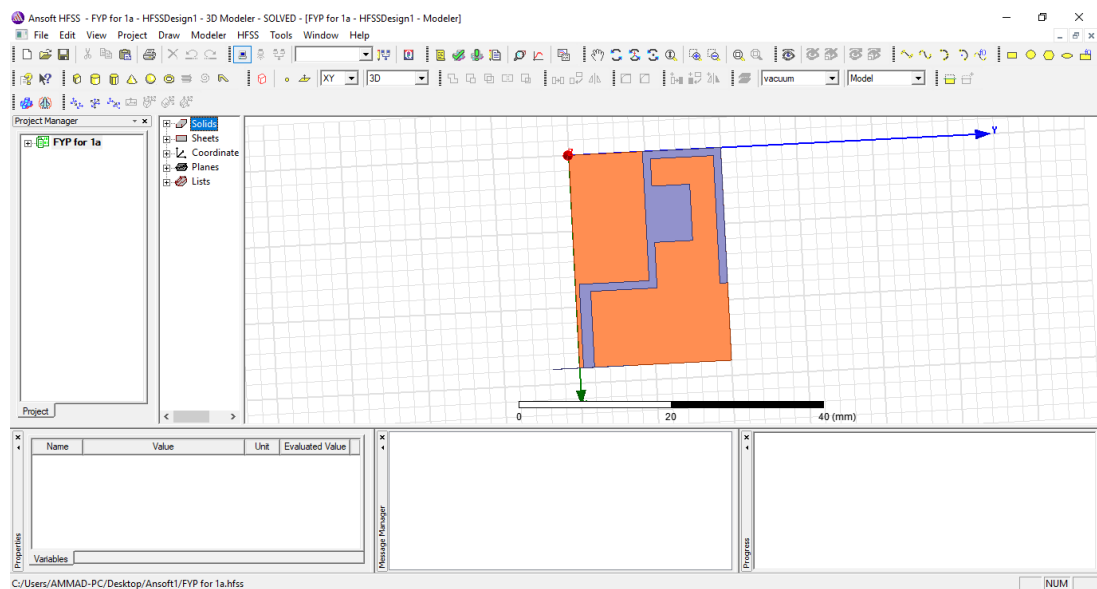 Ansoft HFSS - FYP for 1a - HFSSDesign1 - 3D Modeler - SOLVED - [FYP for 1a - HFSSDesign1 - Modeler]
File Edit View Project Draw Modeler HFSS Tools Window Help
XY 3D vacuum Model
Project Manager
FYP for 1a
Project
Solids
Sheets
Coordinate
Planes
Lists
Y
0 20 40 (mm)
Name Value Unit Evaluated Value
Variables
Properties
Message Manager
Progress
C:/Users/AMMAD-PC/Desktop/Ansoft1/FYP for 1a.hfss
NUM